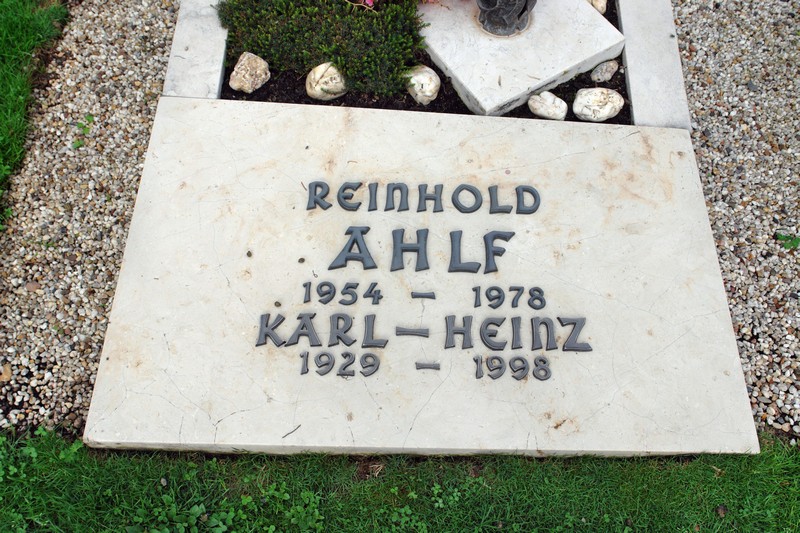 REINHOLD
AHLF
1954 – 1978
KARL–HEINZ
1929 – 1998